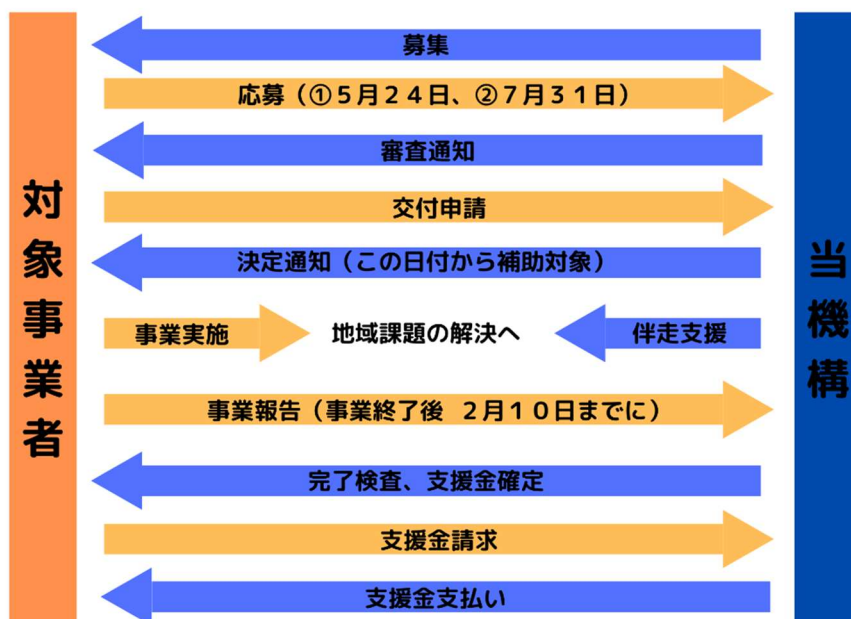 対象事業者
募集
応募（①５月２４日、②７月３１日）
審査通知
交付申請
決定通知（この日付から補助対象）
事業実施
地域課題の解決へ
伴走支援
事業報告（事業終了後 ２月１０日までに）
完了検査、支援金確定
支援金請求
支援金支払い
当機構